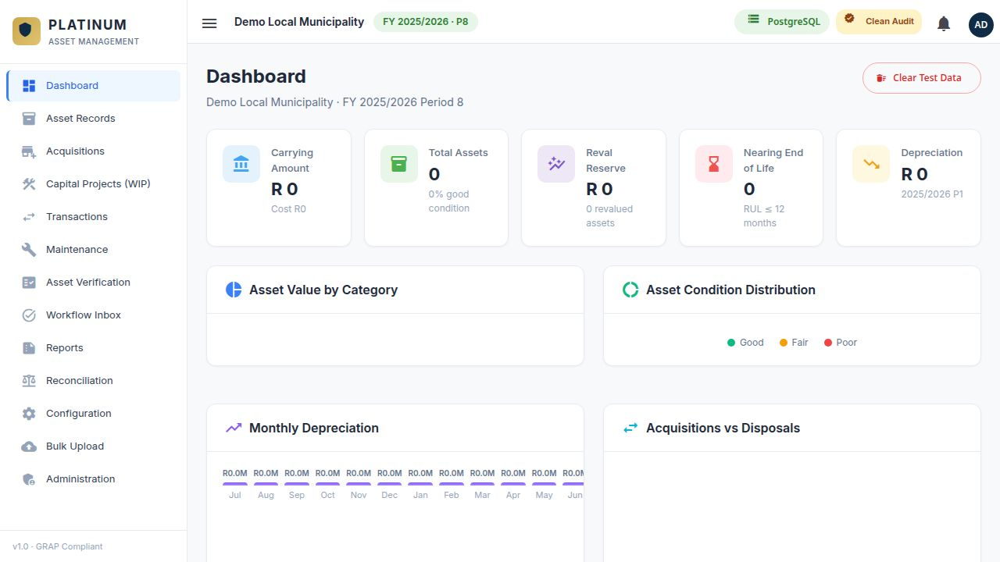 PLATINUM
ASSET MANAGEMENT
Demo Local Municipality
FY 2025/2026 · P8
PostgreSQL
Clean Audit
AD
Dashboard
Asset Records
Acquisitions
Capital Projects (WIP)
Transactions
Maintenance
Asset Verification
Workflow Inbox
Reports
Reconciliation
Configuration
Bulk Upload
Administration
v1.0 · GRAP Compliant
Dashboard
Demo Local Municipality · FY 2025/2026 Period 8
Clear Test Data
Carrying
Amount
R 0
Cost R0
Total Assets
0
0% good
condition
Reval
Reserve
R 0
0 revalued
assets
Nearing End
of Life
0
RUL ≤ 12
months
Depreciation
R 0
2025/2026 P1
Asset Value by Category
Asset Condition Distribution
Good Fair Poor
Monthly Depreciation
R0.0M R0.0M R0.0M R0.0M R0.0M R0.0M R0.0M R0.0M R0.0M R0.0M R0.0M R0.0M
Jul Aug Sep Oct Nov Dec Jan Feb Mar Apr May Jun
Acquisitions vs Disposals